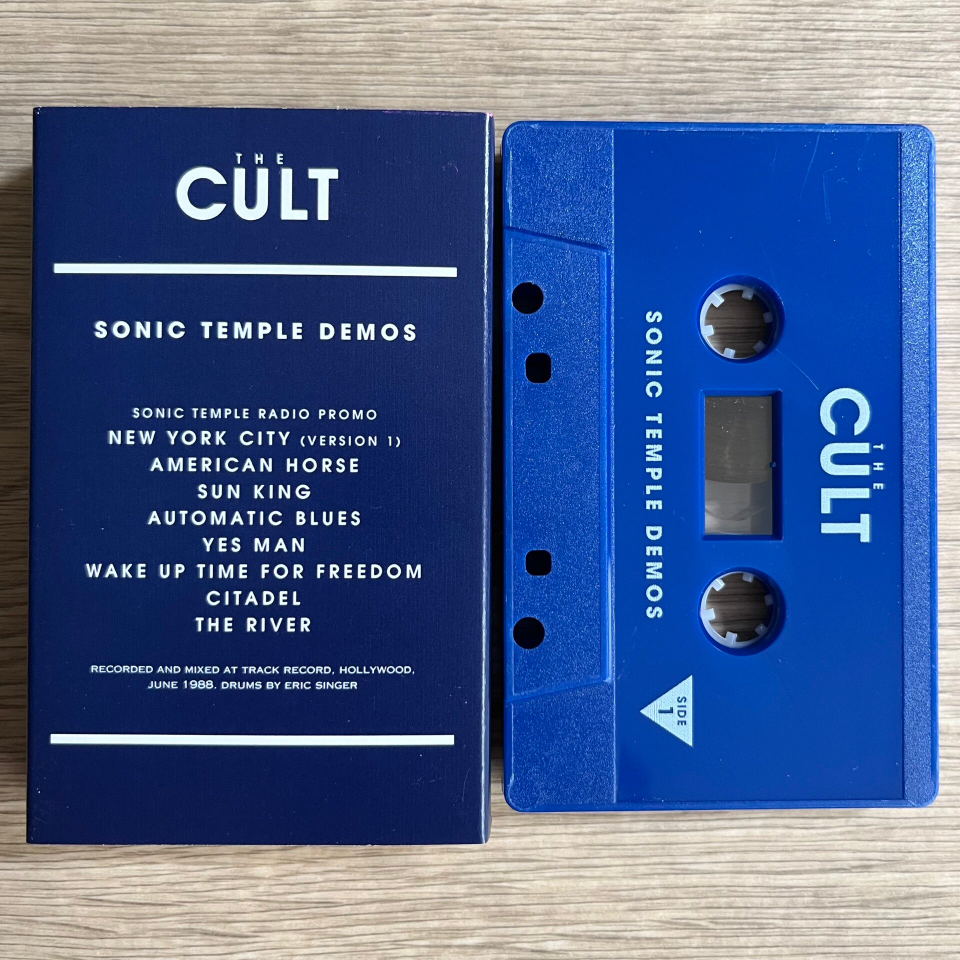 THE
CULT
SONIC TEMPLE DEMOS
SONIC TEMPLE RADIO PROMO
NEW YORK CITY (VERSION 1)
AMERICAN HORSE
SUN KING
AUTOMATIC BLUES
YES MAN
WAKE UP TIME FOR FREEDOM
CITADEL
THE RIVER
RECORDED AND MIXED AT TRACK RECORD, HOLLYWOOD,
JUNE 1988. DRUMS BY ERIC SINGER
THE
CULT
SONIC TEMPLE DEMOS
SIDE
1